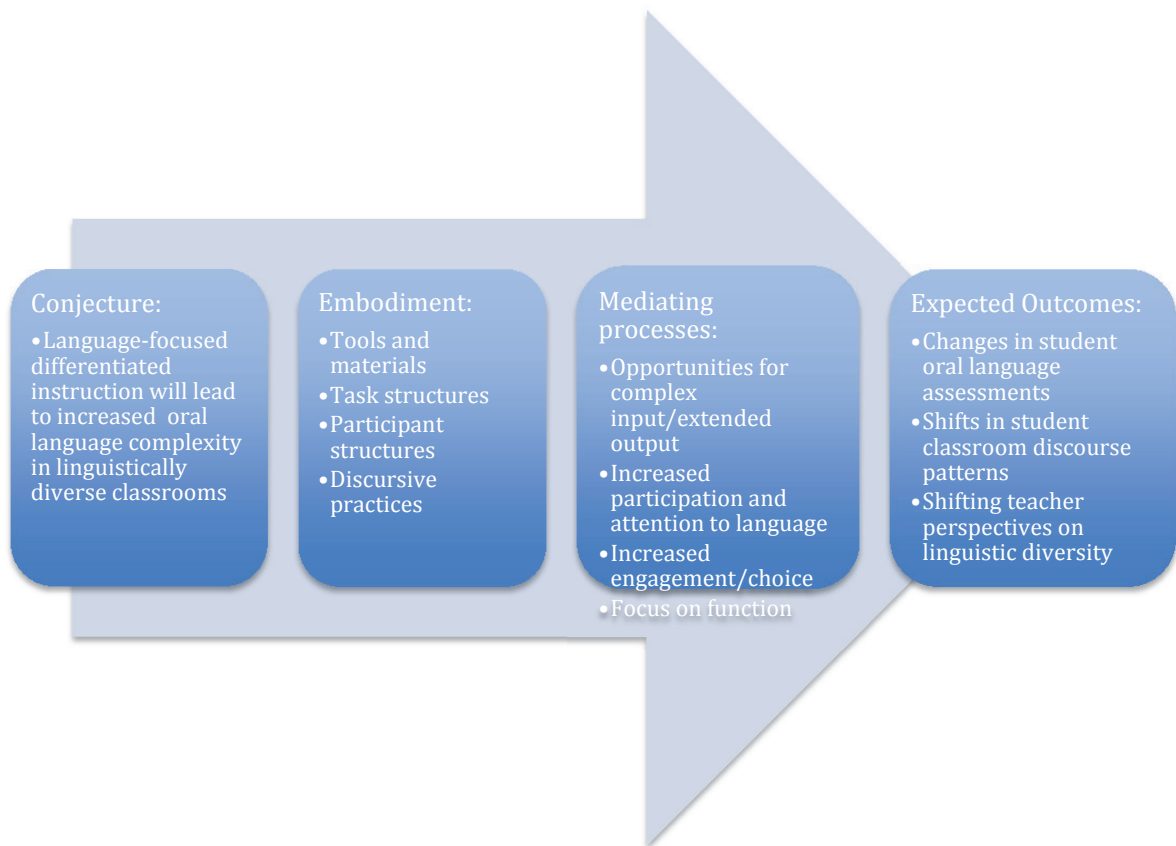 Conjecture:
•Language-focused
differentiated
instruction will lead
to increased  oral
language complexity
in linguistically
diverse classrooms
Embodiment:
•Tools and
materials
•Task structures
•Participant
structures
•Discursive
practices
Mediating
processes:
•Opportunities for
complex
input/extended
output
•Increased
participation and
attention to language
•Increased
engagement/choice
•Focus on function
Expected Outcomes:
•Changes in student
oral language
assessments
•Shifts in student
classroom discourse
patterns
•Shifting teacher
perspectives on
linguistic diversity